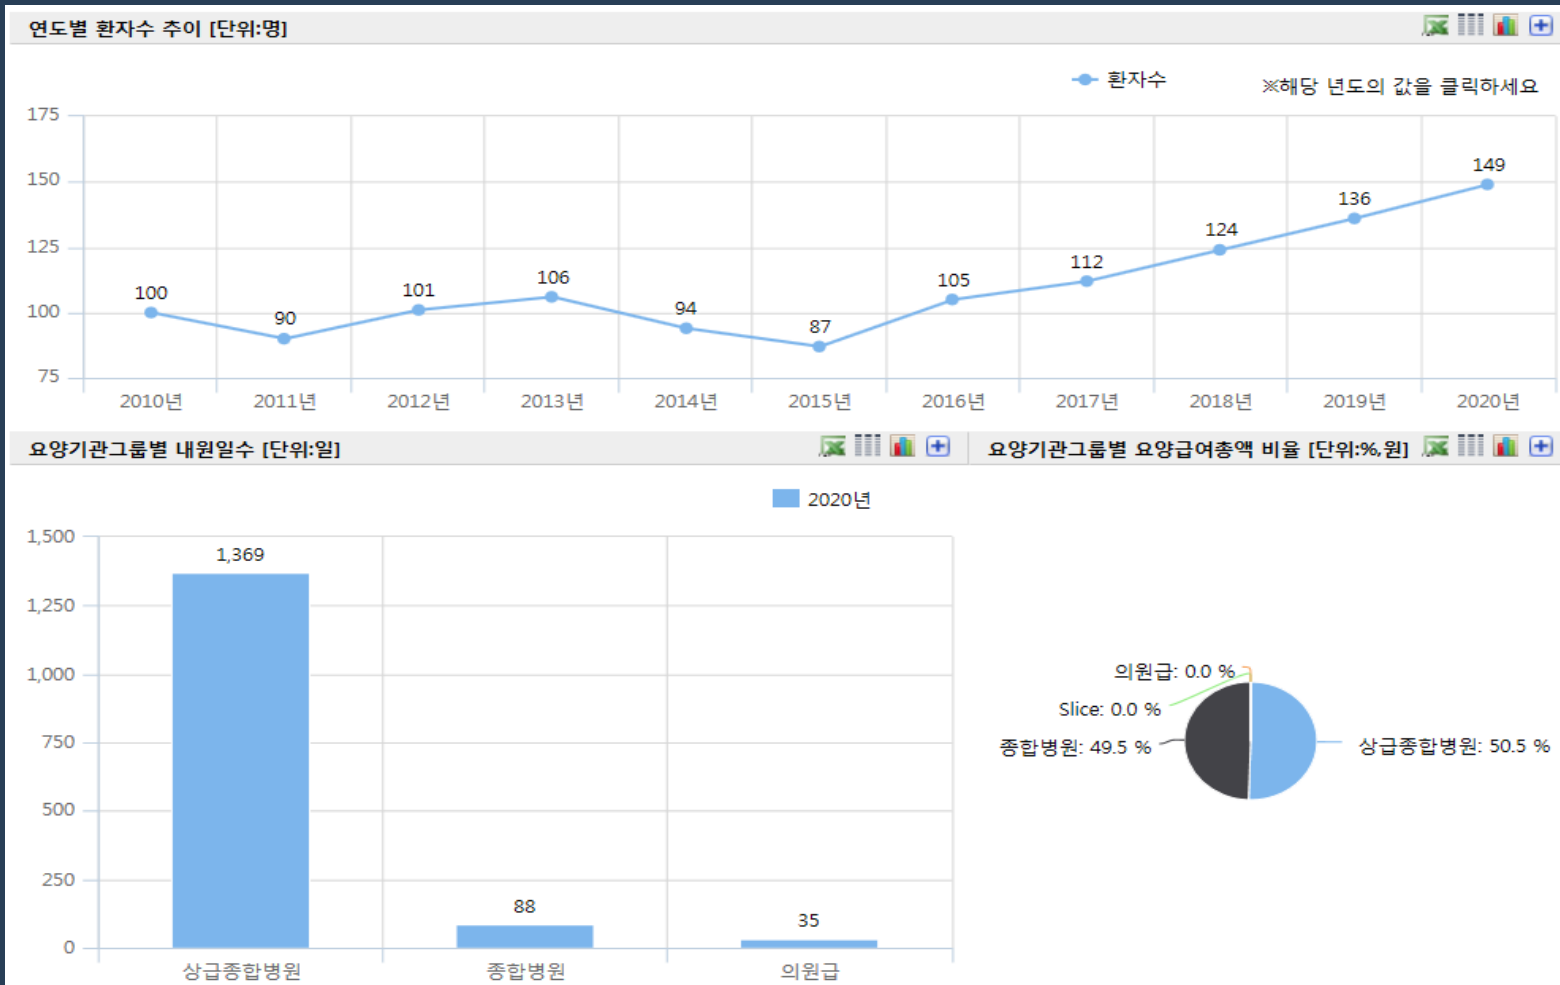 연도별 환자수 추이 [단위:명]
환자수
※해당 년도의 값을 클릭하세요
175
150
125
100
75
100
90
101
106
94
87
105
112
124
136
149
2010년 2011년 2012년 2013년 2014년 2015년 2016년 2017년 2018년 2019년 2020년
요양기관그룹별 내원일수 [단위:일]
요양기관그룹별 요양급여총액 비율 [단위:%,원]
2020년
1,500
1,250
1,000
750
500
250
0
1,369
88
35
상급종합병원 종합병원 의원급
의원급: 0.0 %
Slice: 0.0 %
종합병원: 49.5 %
상급종합병원: 50.5 %